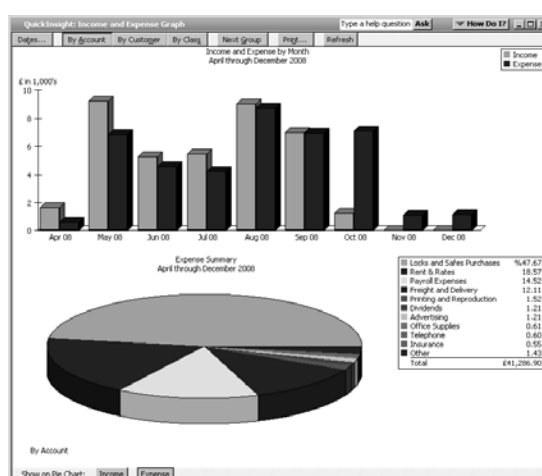 QuickInsight: Income and Expense Graph
Type a help question Ask
How Do I?
Dates... By Account By Customer By Class Next Group Print... Refresh
Income and Expense by Month
April through December 2008
Income
Expense
£ in 1,000's
10
8
6
4
2
0
Apr 08 May 08 Jun 08 Jul 08 Aug 08 Sep 08 Oct 08 Nov 08 Dec 08
Expense Summary
April through December 2008
Locks and Safes Purchases %47.67
Rent & Rates 18.57
Payroll Expenses 14.52
Freight and Delivery 12.11
Printing and Reproduction 1.52
Dividends 1.21
Advertising 1.21
Office Supplies 0.61
Telephone 0.60
Insurance 0.55
Other 1.43
Total £41,286.90
By Account
Show on Pie Chart: Income Expense